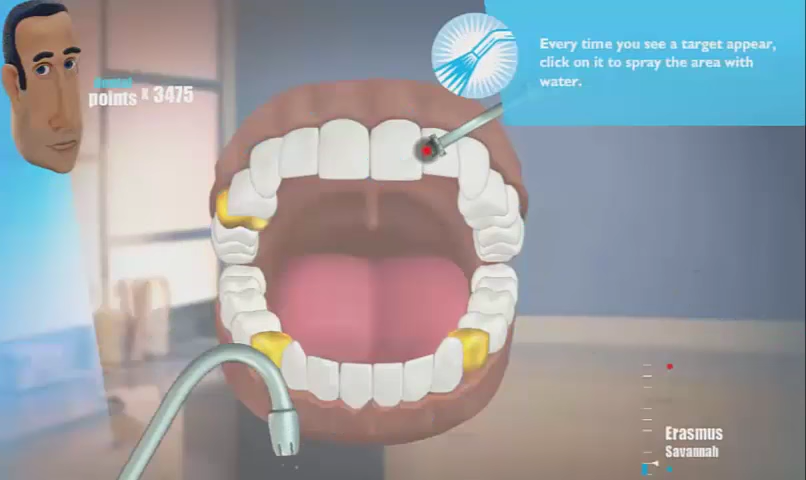 Every time you see a target appear,
click on it to spray the area with
water.
dental
points x 3475
Erasmus
Savannah